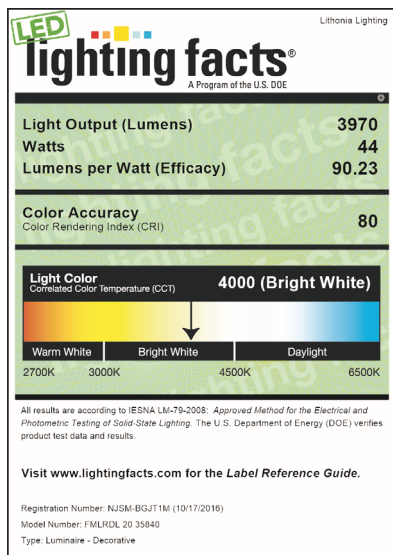 LED
Lithonia Lighting
lighting facts®
A Program of the U.S. DOE
Light Output (Lumens) 3970
Watts 44
Lumens per Watt (Efficacy) 90.23
Color Accuracy
Color Rendering Index (CRI) 80
Light Color
Correlated Color Temperature (CCT) 4000 (Bright White)
Warm White Bright White Daylight
2700K 3000K 4500K 6500K
All results are according to IESNA LM-79-2008: Approved Method for the Electrical and
Photometric Testing of Solid-State Lighting. The U.S. Department of Energy (DOE) verifies
product test data and results.
Visit www.lightingfacts.com for the Label Reference Guide.
Registration Number: NJSM-BGJT1M (10/17/2016)
Model Number: FMLRDL 20 35840
Type: Luminaire - Decorative